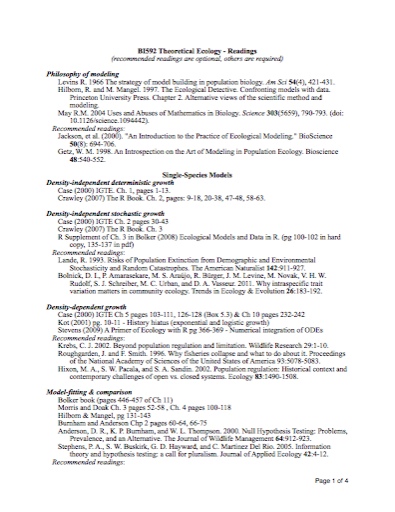 BI592 Theoretical Ecology - Readings
(recommended readings are optional, others are required)
Philosophy of modeling
Levins R. 1966 The strategy of model building in population biology. Am Sci 54(4), 421-431.
Hilborn, R. and M. Mangel. 1997. The Ecological Detective. Confronting models with data.
Princeton University Press. Chapter 2. Alternative views of the scientific method and
modeling.
May R.M. 2004 Uses and Abuses of Mathematics in Biology. Science 303(5659), 790-793. (doi:
10.1126/science.1094442).
Recommended readings:
Jackson, et al. (2000). "An Introduction to the Practice of Ecological Modeling." BioScience
50(8): 694-706.
Getz, W. M. 1998. An Introspection on the Art of Modeling in Population Ecology. Bioscience
48:540-552.
Single-Species Models
Density-independent deterministic growth
Case (2000) IGTE. Ch. 1, pages 1-13.
Crawley (2007) The R Book. Ch. 2, pages: 9-18, 20-38, 47-48, 58-63.
Density-independent stochastic growth
Case (2000) IGTE. Ch 2 pages 30-43
Crawley (2007) The R Book. Ch. 3
R Supplement of Ch. 3 in Bolker (2008) Ecological Models and Data in R. (pg 100-102 in hard
copy, 135-137 in pdf)
Recommended readings:
Lande, R. 1993. Risks of Population Extinction from Demographic and Environmental
Stochasticity and Random Catastrophes. The American Naturalist 142:911-927.
Bolnick, D. I., P. Amarasekare, M. S. Araújo, R. Bürger, J. M. Levine, M. Novak, V. H. W.
Rudolf, S. J. Schreiber, M. C. Urban, and D. A. Vasseur. 2011. Why intraspecific trait
variation matters in community ecology. Trends in Ecology & Evolution 26:183-192.
Density-dependent growth
Case (2000) IGTE Ch 5 pages 103-111, 126-128 (Box 5.3) & Ch 10 pages 232-242
Kot (2001) pg. 10-11 - History hiatus (exponential and logistic growth)
Stevens (2009) A Primer of Ecology with R pg 366-369 - Numerical integration of ODEs
Recommended readings:
Krebs, C. J. 2002. Beyond population regulation and limitation. Wildlife Research 29:1-10.
Roughgarden, J. and F. Smith. 1996. Why fisheries collapse and what to do about it. Proceedings
of the National Academy of Sciences of the United States of America 93:5078-5083.
Hixon, M. A., S. W. Pacala, and S. A. Sandin. 2002. Population regulation: Historical context and
contemporary challenges of open vs. closed systems. Ecology 83:1490-1508.
Model-fitting & comparison
Bolker book (pages 446-457 of Ch 11)
Morris and Doak Ch. 3 pages 52-58 , Ch. 4 pages 100-118
Hilborn & Mangel, pg 131-143
Burnham and Anderson Chp 2 pages 60-64, 66-75
Anderson, D. R., K. P. Burnham, and W. L. Thompson. 2000. Null Hypothesis Testing: Problems,
Prevalence, and an Alternative. The Journal of Wildlife Management 64:912-923.
Stephens, P. A., S. W. Buskirk, G. D. Hayward, and C. Martinez Del Rio. 2005. Information
theory and hypothesis testing: a call for pluralism. Journal of Applied Ecology 42:4-12.
Recommended readings:
Page 1 of 4